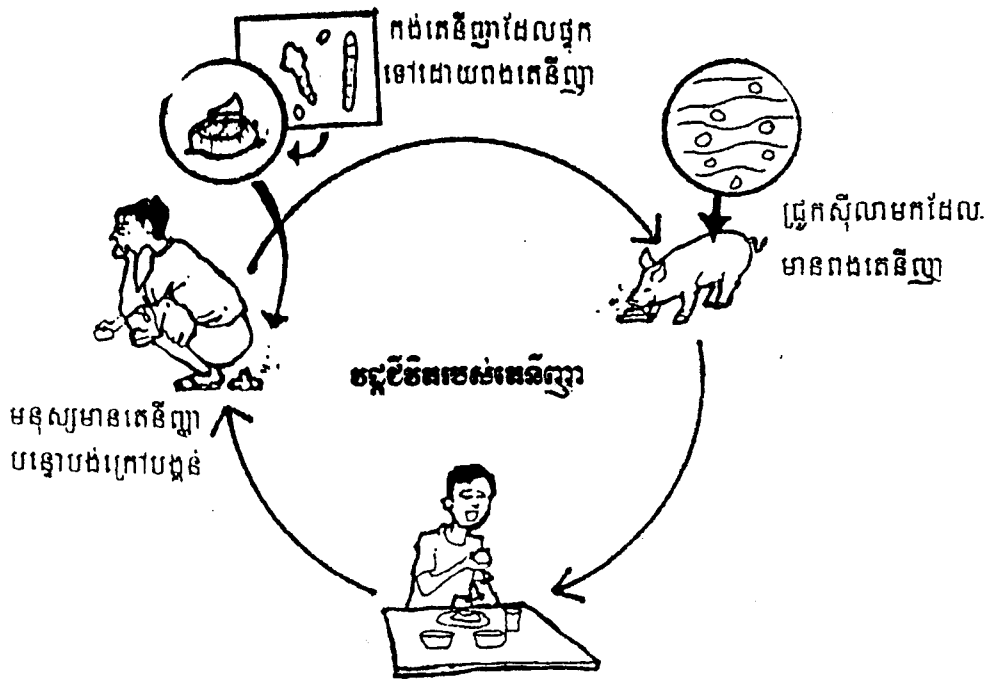 កង់តេនីញ៉ាដែលផ្ទុក
ទៅដោយពងតេនីញ៉ា
ជ្រូកស៊ីលាមកដែល
មានពងតេនីញ៉ា
វដ្តជីវិតរបស់តេនីញ៉ា
មនុស្សមានតេនីញ៉ា
បន្ទោបង់ក្រៅបង្គន់